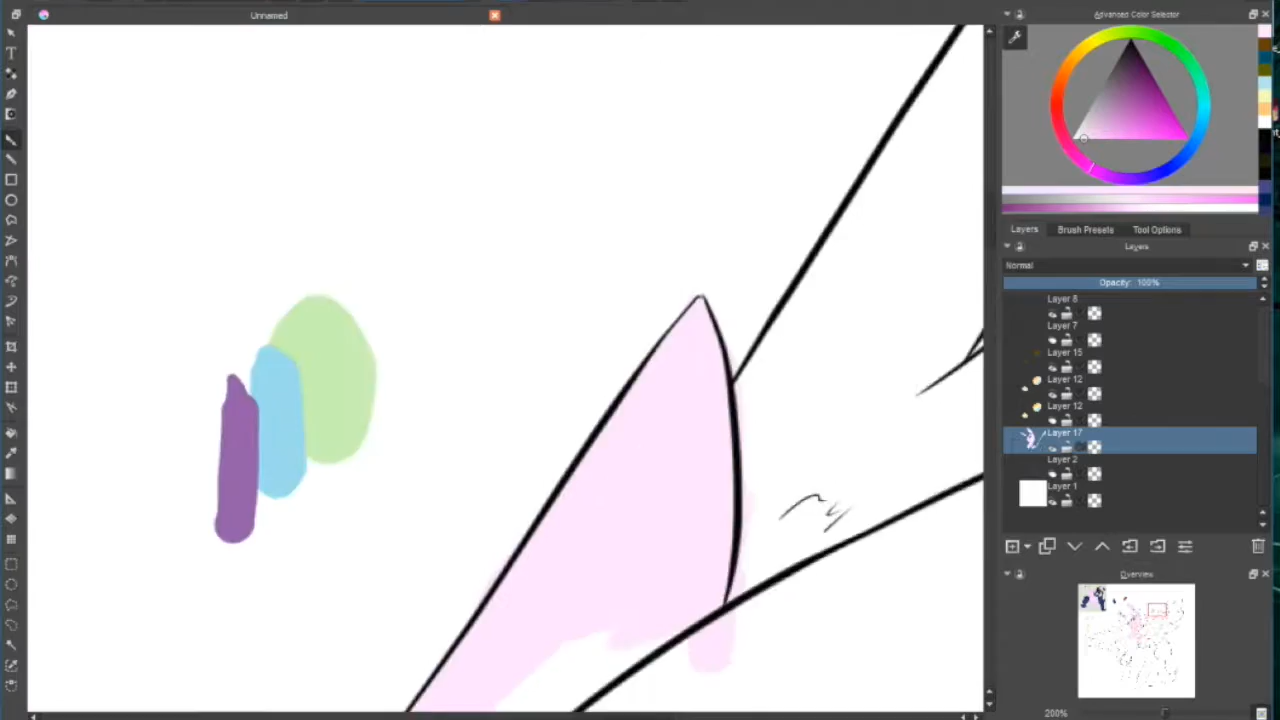 Unnamed
Advanced Color Selector
Layers Brush Presets Tool Options
Layers
Normal
Opacity: 100%
Layer 8
Layer 7
Layer 15
Layer 12
Layer 12
Layer 17
Layer 2
Layer 1
Overview
200%